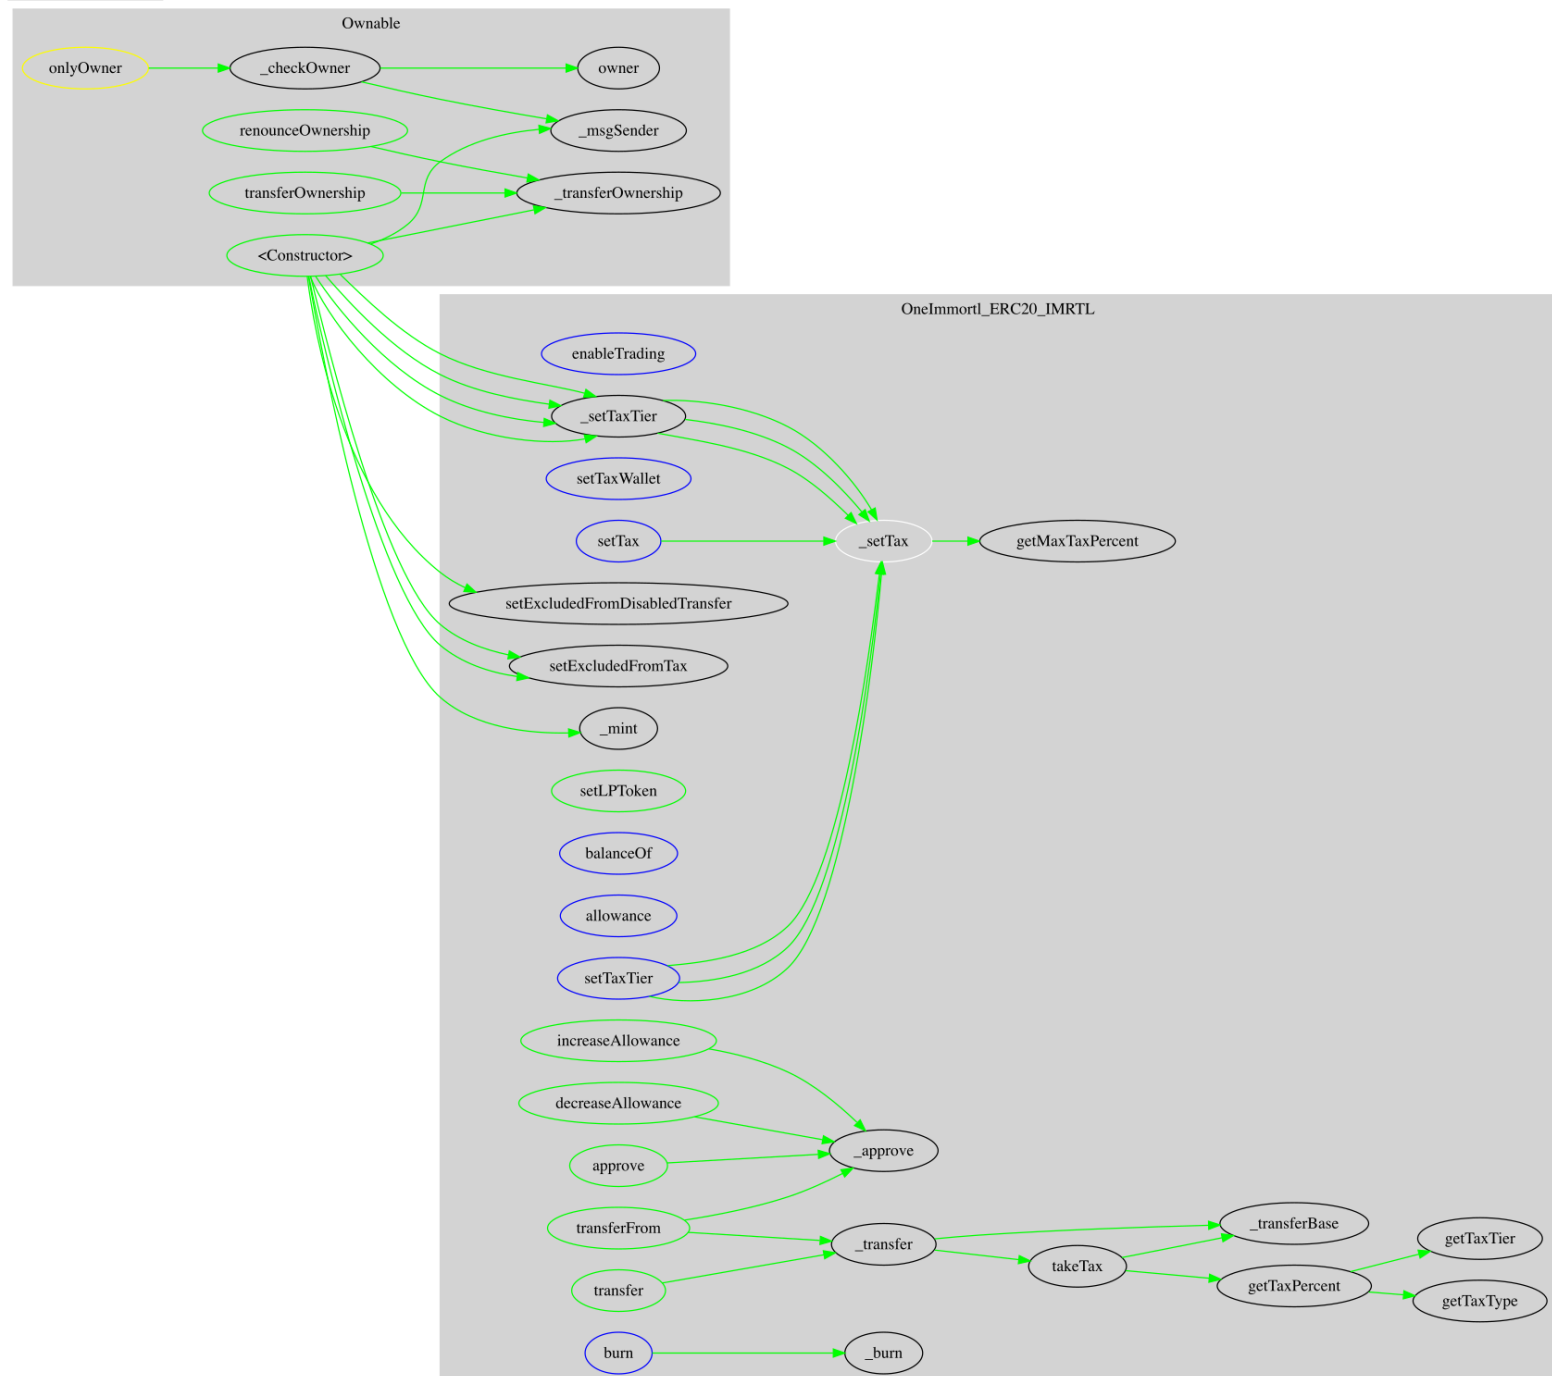 Ownable
onlyOwner
_checkOwner
owner
renounceOwnership
_msgSender
transferOwnership
_transferOwnership
<Constructor>
OneImmortl_ERC20_IMRTL
enableTrading
_setTaxTier
setTaxWallet
setTax
_setTax
getMaxTaxPercent
setExcludedFromDisabledTransfer
setExcludedFromTax
_mint
setLPToken
balanceOf
allowance
setTaxTier
increaseAllowance
decreaseAllowance
_approve
approve
transferFrom
_transfer
_transferBase
getTaxTier
takeTax
transfer
getTaxPercent
getTaxType
burn
_burn